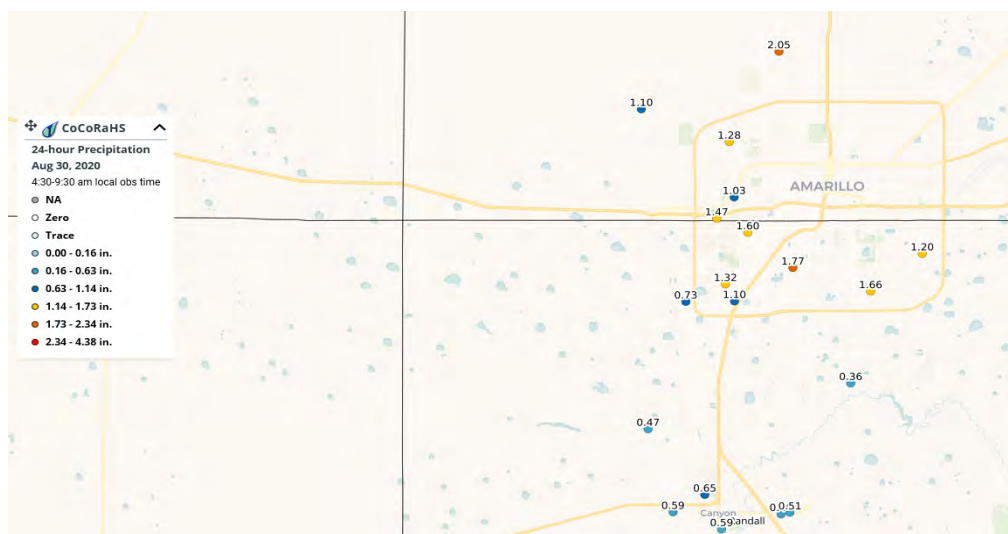 2.05
1.10
CoCoRaHS
24-hour Precipitation
Aug 30, 2020
4:30-9:30 am local obs time
NA
Zero
Trace
0.00 - 0.16 in.
0.16 - 0.63 in.
0.63 - 1.14 in.
1.14 - 1.73 in.
1.73 - 2.34 in.
2.34 - 4.38 in.
1.28
AMARILLO
1.03
1.47
1.60
1.20
1.77
1.32
1.66
0.73
1.10
0.36
0.47
0.65
0.59
Canyon
0.51
0.59